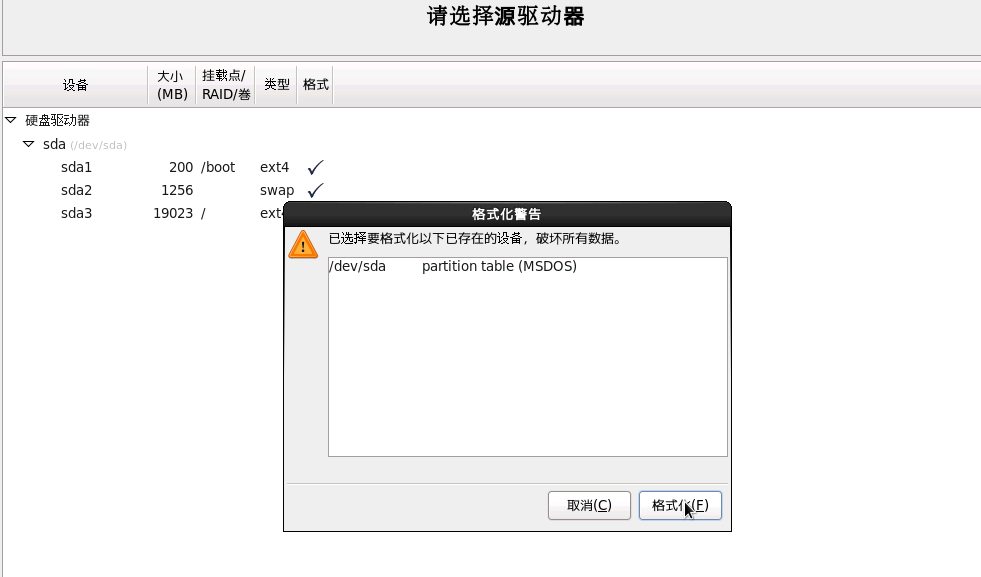 请选择源驱动器
设备 大小 (MB) 挂载点/ RAID/卷 类型 格式
硬盘驱动器
sda (/dev/sda)
sda1 200 /boot ext4
sda2 1256 swap
sda3 19023 / ext4
格式化警告
已选择要格式化以下已存在的设备，破坏所有数据。
/dev/sda partition table (MSDOS)
取消(C) 格式化(F)